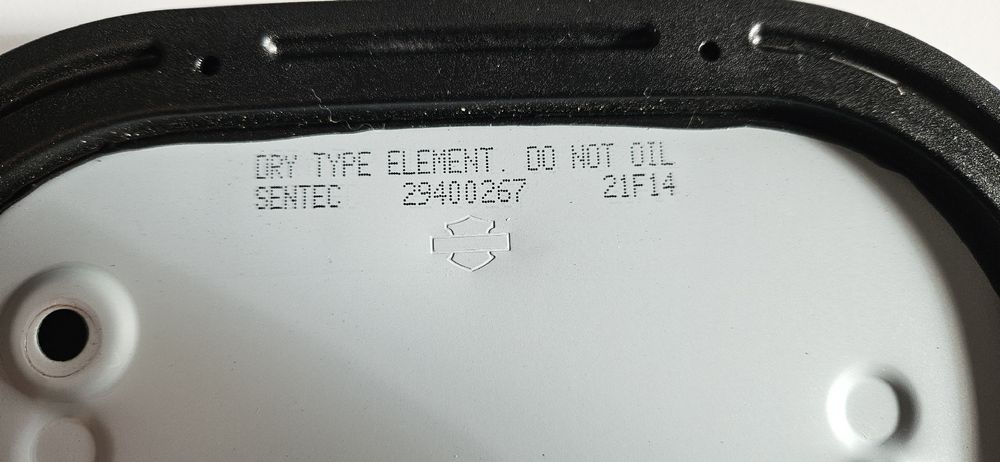 DRY TYPE ELEMENT. DO NOT OIL
SENTEC 29400267 21F14